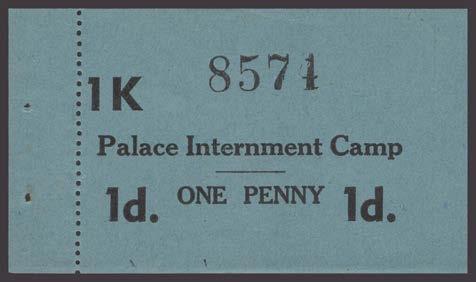 8574
1K
Palace Internment Camp
1d. ONE PENNY 1d.